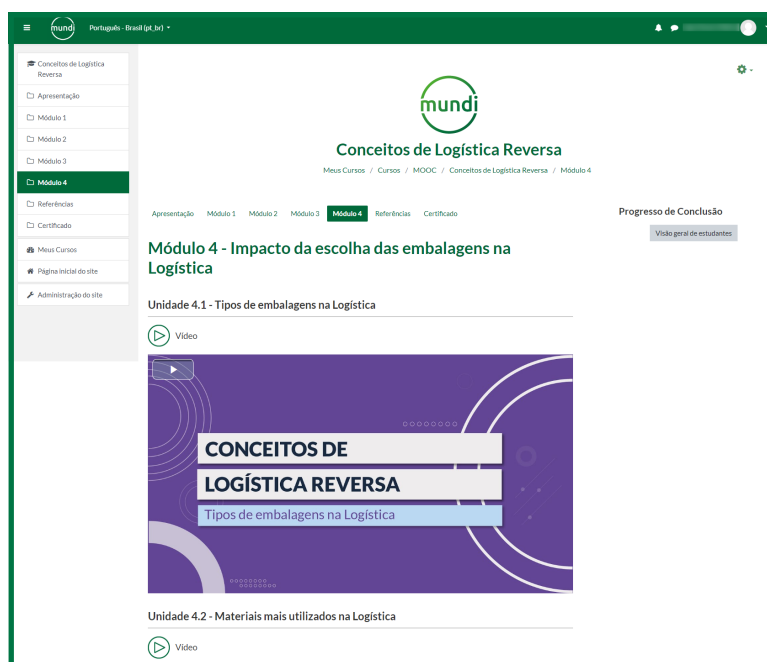 mundi
Português - Brasil (pt_br)
Conceitos de Logística
Reversa
Apresentação
Módulo 1
Módulo 2
Módulo 3
Módulo 4
Referências
Certificado
Meus Cursos
Página inicial do site
Administração do site
mundi
Conceitos de Logística Reversa
Meus Cursos / Cursos / MOOC / Conceitos de Logística Reversa / Módulo 4
Apresentação Módulo 1 Módulo 2 Módulo 3 Módulo 4 Referências Certificado
Módulo 4 - Impacto da escolha das embalagens na
Logística
Unidade 4.1 - Tipos de embalagens na Logística
Vídeo
CONCEITOS DE
LOGÍSTICA REVERSA
Tipos de embalagens na Logística
Unidade 4.2 - Materiais mais utilizados na Logística
Vídeo
Progresso de Conclusão
Visão geral de estudantes